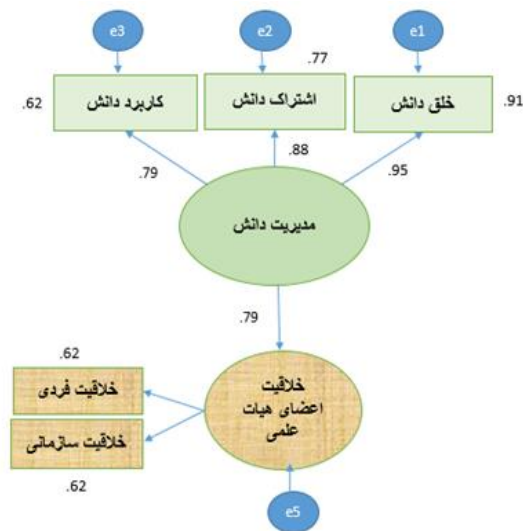 e3
e2
e1
.77
.62
کاربرد دانش
اشتراک دانش
خلق دانش
.91
.79
.88
.95
مدیریت دانش
.79
.62
خلاقیت فردی
خلاقیت سازمانی
.62
خلاقیت
اعضای هیات
علمی
e5